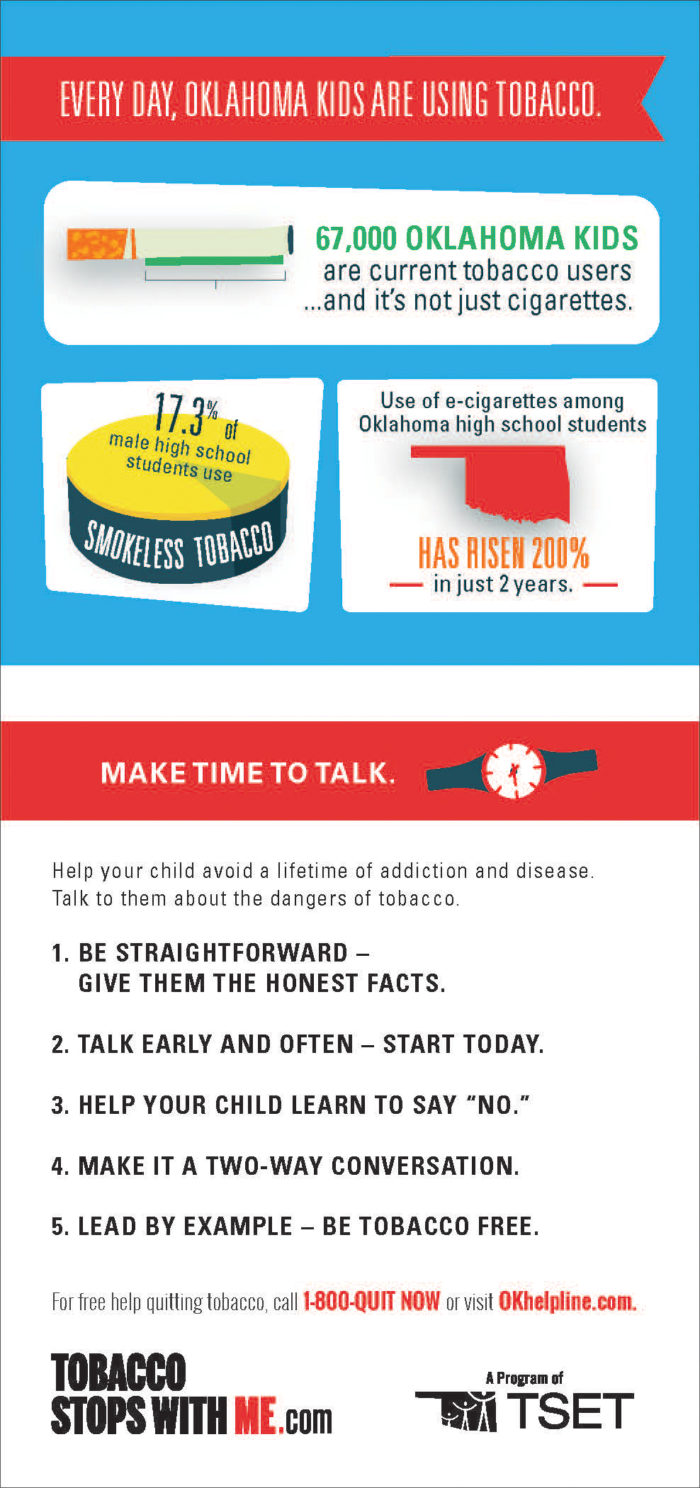 EVERY DAY, OKLAHOMA KIDS ARE USING TOBACCO.
67,000 OKLAHOMA KIDS
are current tobacco users
...and it's not just cigarettes.
17.3% of
male high school
students use
SMOKELESS TOBACCO
Use of e-cigarettes among
Oklahoma high school students
HAS RISEN 200%
in just 2 years.
MAKE TIME TO TALK.
Help your child avoid a lifetime of addiction and disease.
Talk to them about the dangers of tobacco.
1. BE STRAIGHTFORWARD –
GIVE THEM THE HONEST FACTS.
2. TALK EARLY AND OFTEN – START TODAY.
3. HELP YOUR CHILD LEARN TO SAY “NO.”
4. MAKE IT A TWO-WAY CONVERSATION.
5. LEAD BY EXAMPLE – BE TOBACCO FREE.
For free help quitting tobacco, call 1-800-QUIT NOW or visit OKhelpline.com.
TOBACCO
STOPS WITH ME.com
A Program of
TSET